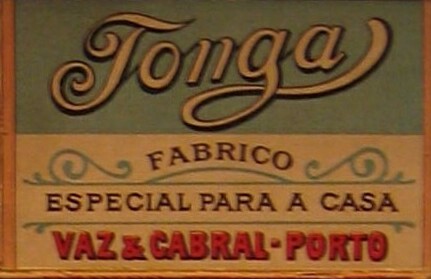 Tonga
FABRICO
ESPECIAL PARA A CASA
VAZ & CABRAL-PORTO